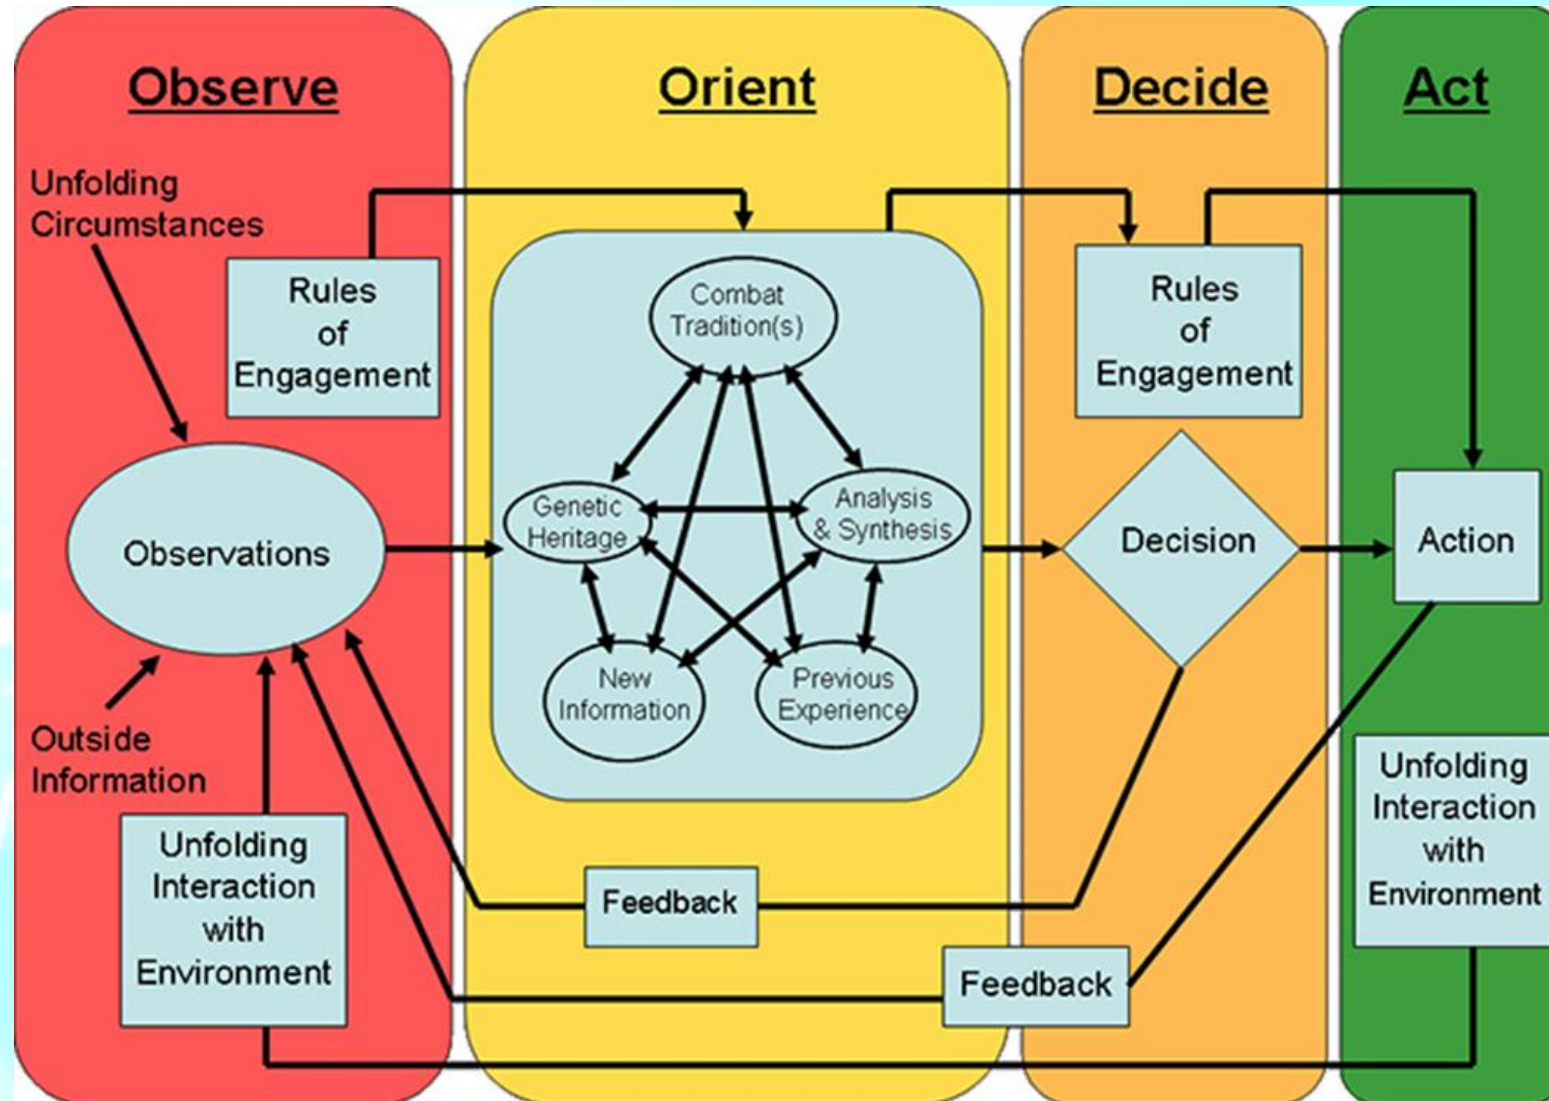 Observe
Unfolding
Circumstances
Rules
of
Engagement
Observations
Outside
Information
Unfolding
Interaction
with
Environment
Orient
Combat
Tradition(s)
Genetic
Heritage
Analysis
& Synthesis
New
Information
Previous
Experience
Feedback
Feedback
Decide
Rules
of
Engagement
Decision
Act
Action
Unfolding
Interaction
with
Environment